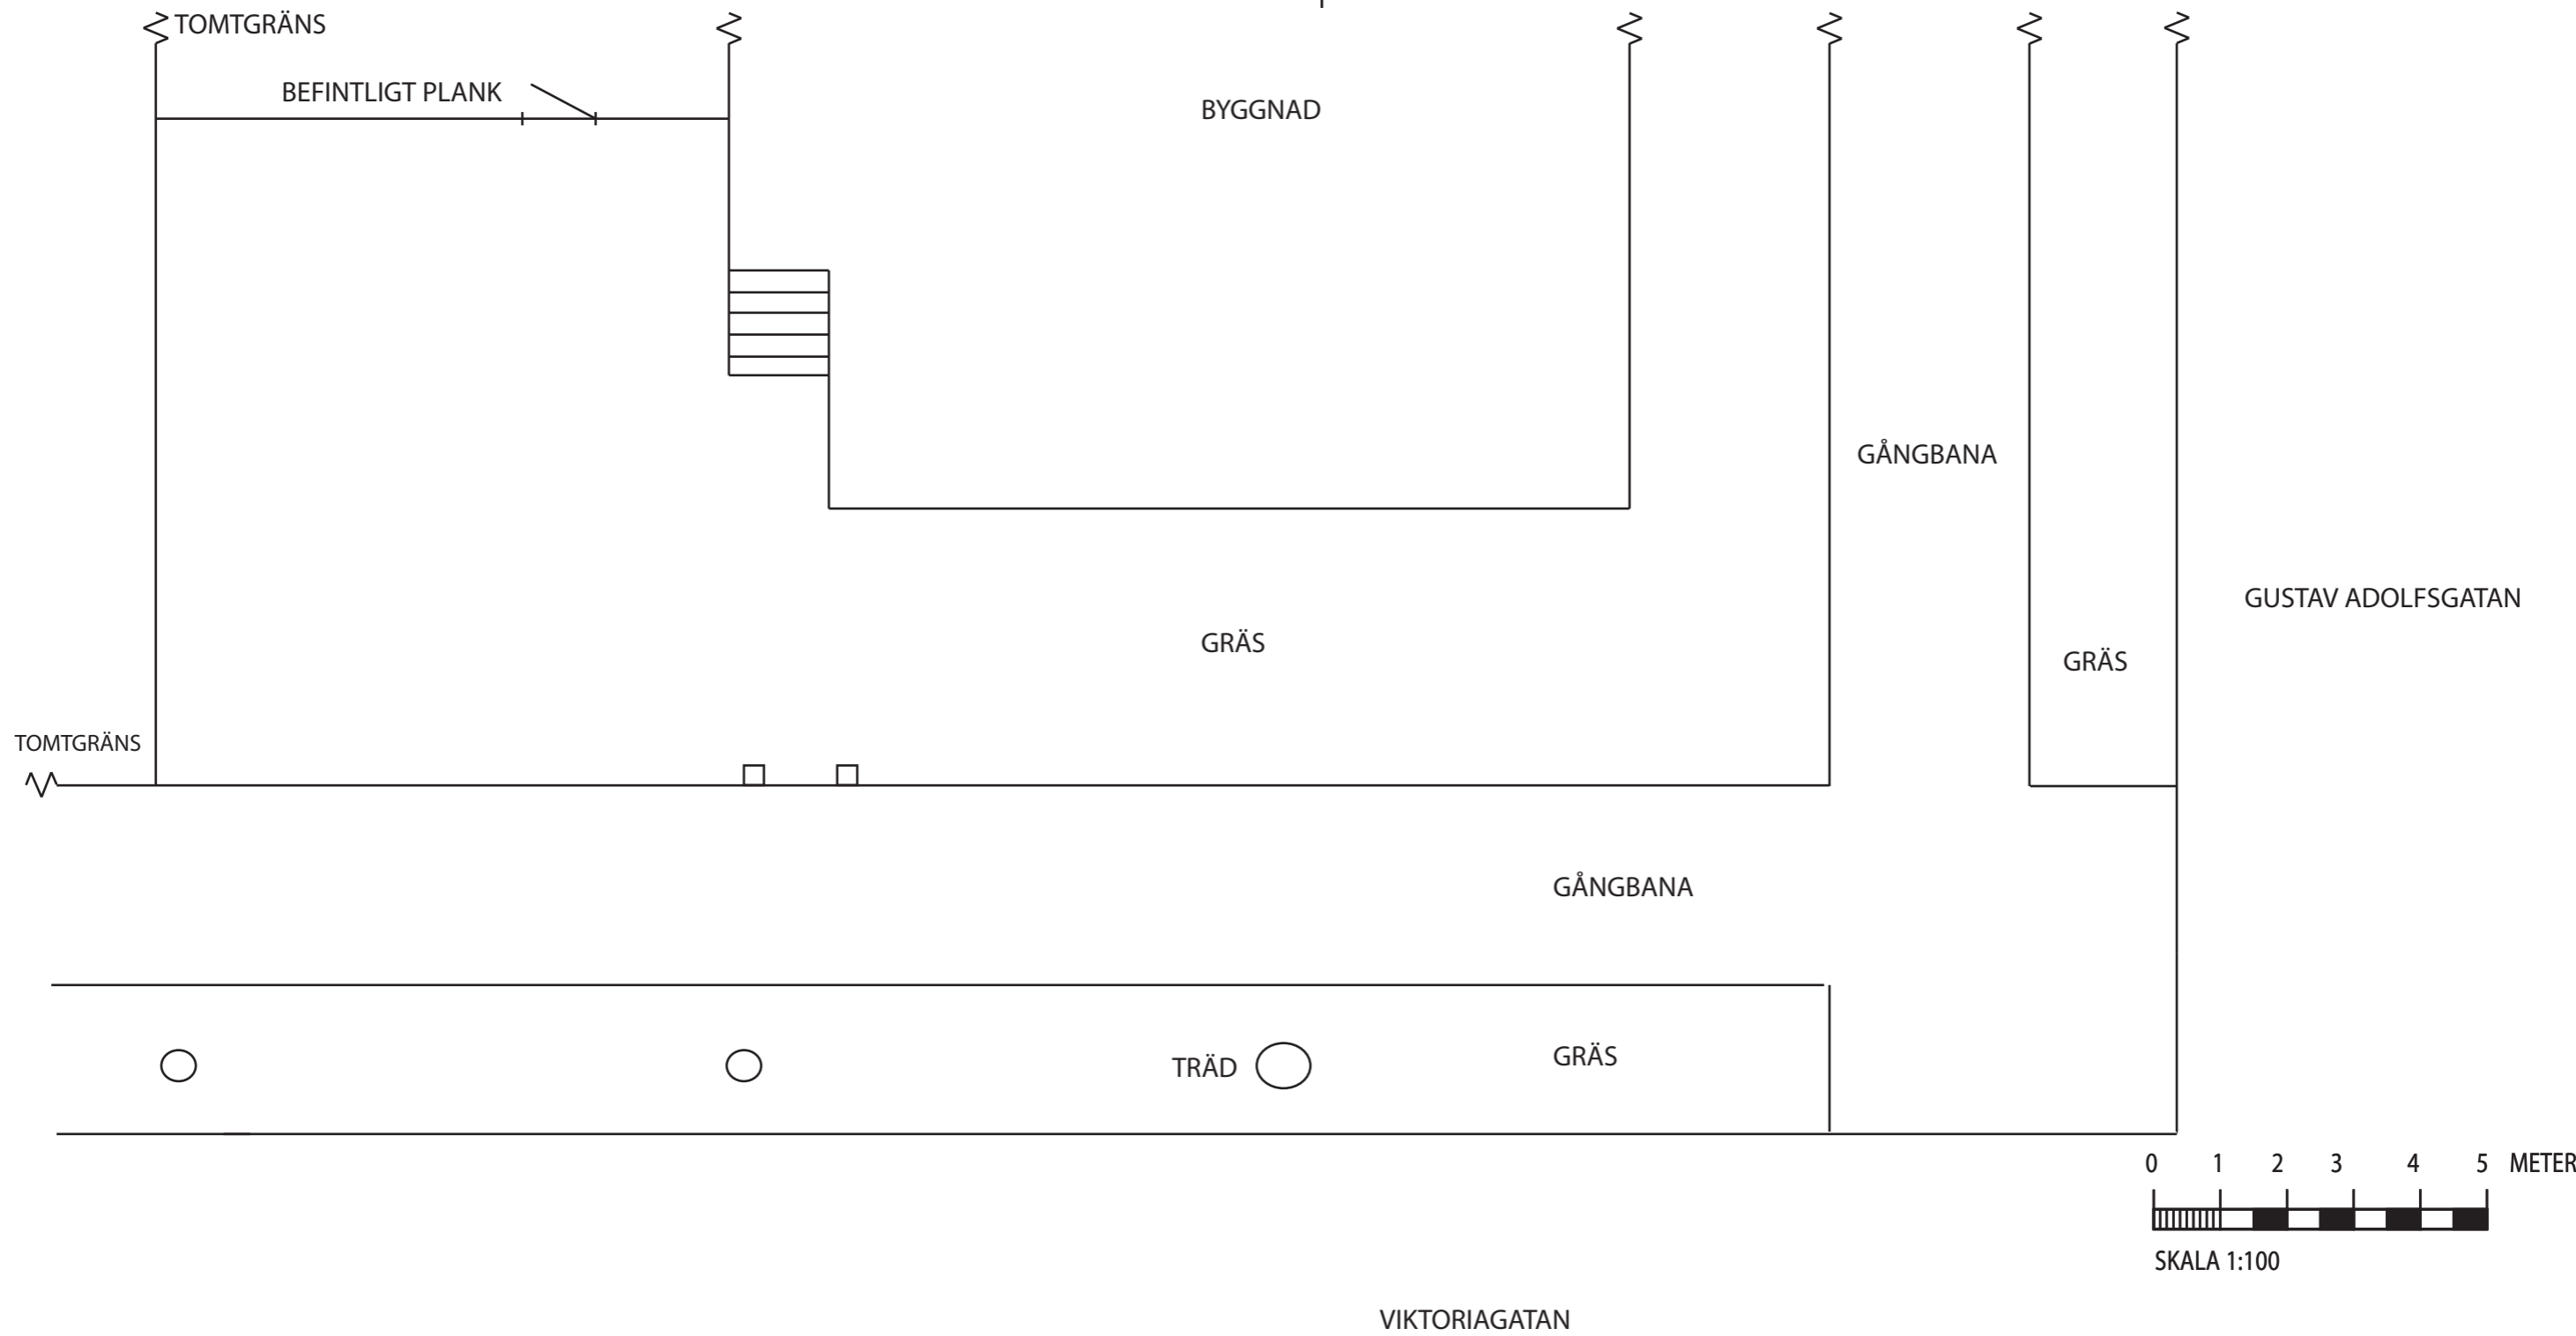 TOMTGRÄNS
BEFINTLIGT PLANK
BYGGNAD
GÅNGBANA
GUSTAV ADOLFSGATAN
GRÄS
GRÄS
TOMTGRÄNS
GÅNGBANA
TRÄD
GRÄS
0 1 2 3 4 5 METER
SKALA 1:100
VIKTORIAGATAN